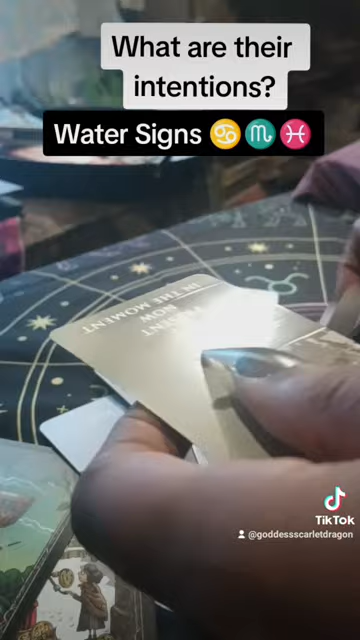 What are their
intentions?
Water Signs ♋♏♓
IN THE MOMENT
NOW
TikTok
@goddessscarletdragon